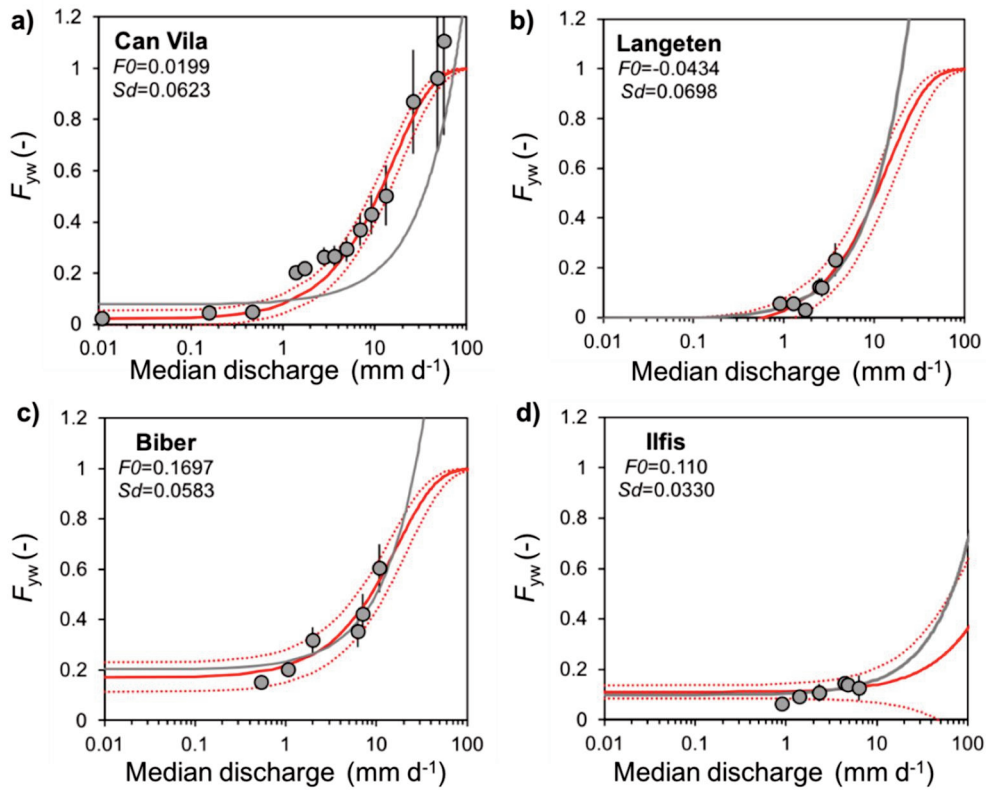 a)
Can Vila
F0=0.0199
Sd=0.0623
1.2
1
0.8
0.6
0.4
0.2
0
Fyw (-)
0.01 0.1 1 10 100
Median discharge (mm d-1)
b)
Langeten
F0=-0.0434
Sd=0.0698
1.2
1
0.8
0.6
0.4
0.2
0
Fyw (-)
0.01 0.1 1 10 100
Median discharge (mm d-1)
c)
Biber
F0=0.1697
Sd=0.0583
1.2
1
0.8
0.6
0.4
0.2
0
Fyw (-)
0.01 0.1 1 10 100
Median discharge (mm d-1)
d)
Ilfis
F0=0.110
Sd=0.0330
1.2
1
0.8
0.6
0.4
0.2
0
Fyw (-)
0.01 0.1 1 10 100
Median discharge (mm d-1)